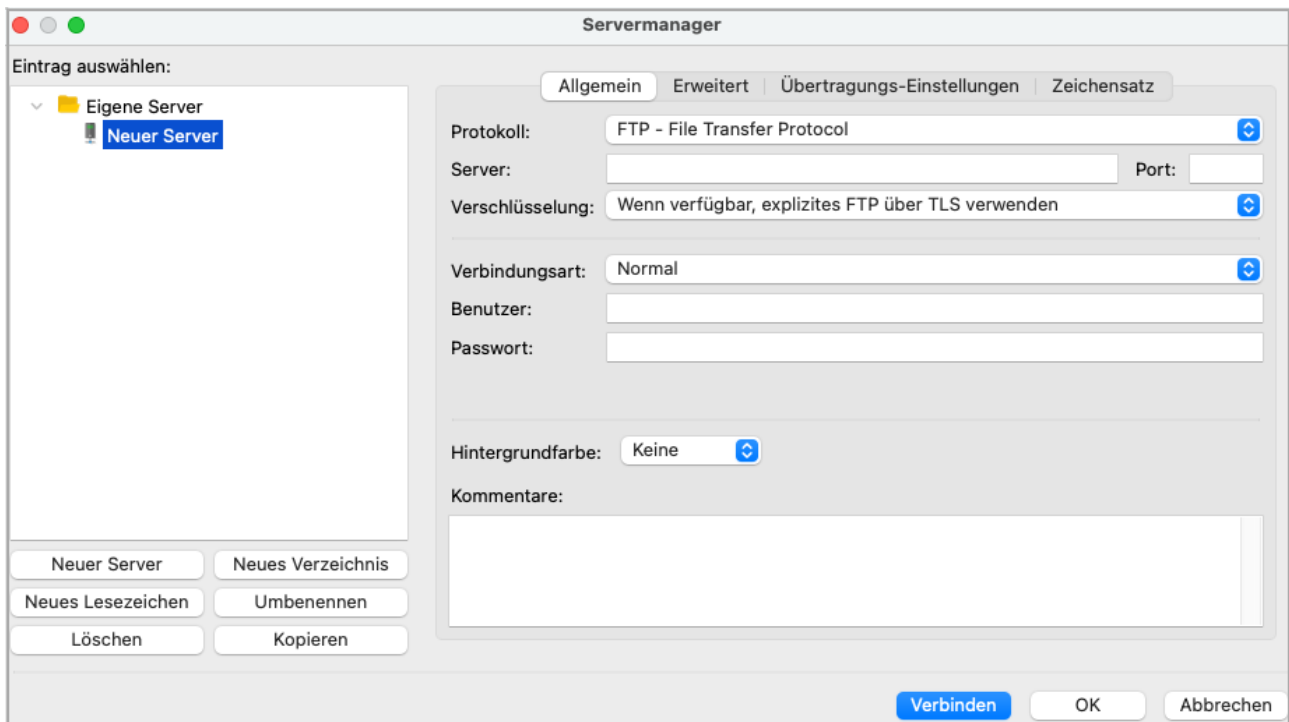 Servermanager
Eintrag auswählen:
Eigene Server
Neuer Server
Neuer Server Neues Verzeichnis
Neues Lesezeichen Umbenennen
Löschen Kopieren
Allgemein Erweitert Übertragungs-Einstellungen Zeichensatz
Protokoll: FTP - File Transfer Protocol
Server: Port:
Verschlüsselung: Wenn verfügbar, explizites FTP über TLS verwenden
Verbindungsart: Normal
Benutzer:
Passwort:
Hintergrundfarbe: Keine
Kommentare:
Verbinden OK Abbrechen